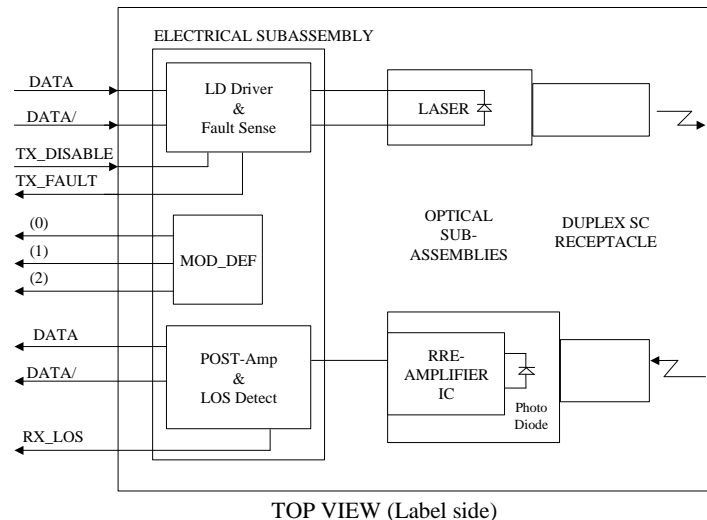 ELECTRICAL SUBASSEMBLY
DATA
DATA/
TX_DISABLE
TX_FAULT
LD Driver
&
Fault Sense
LASER
(0)
(1)
(2)
MOD_DEF
OPTICAL
SUB-
ASSEMBLIES
DUPLEX SC
RECEPTACLE
DATA
DATA/
RX_LOS
POST-Amp
&
LOS Detect
RRE-
AMPLIFIER
IC
Photo
Diode
TOP VIEW (Label side)